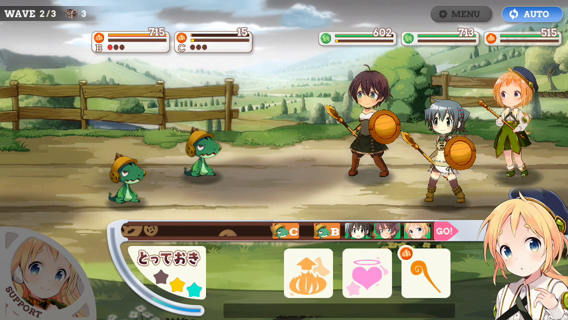 WAVE 2/3 3
MENU
AUTO
B 715
C 15
602
713
515
C
B
GO!
とっておき
SUPPORT